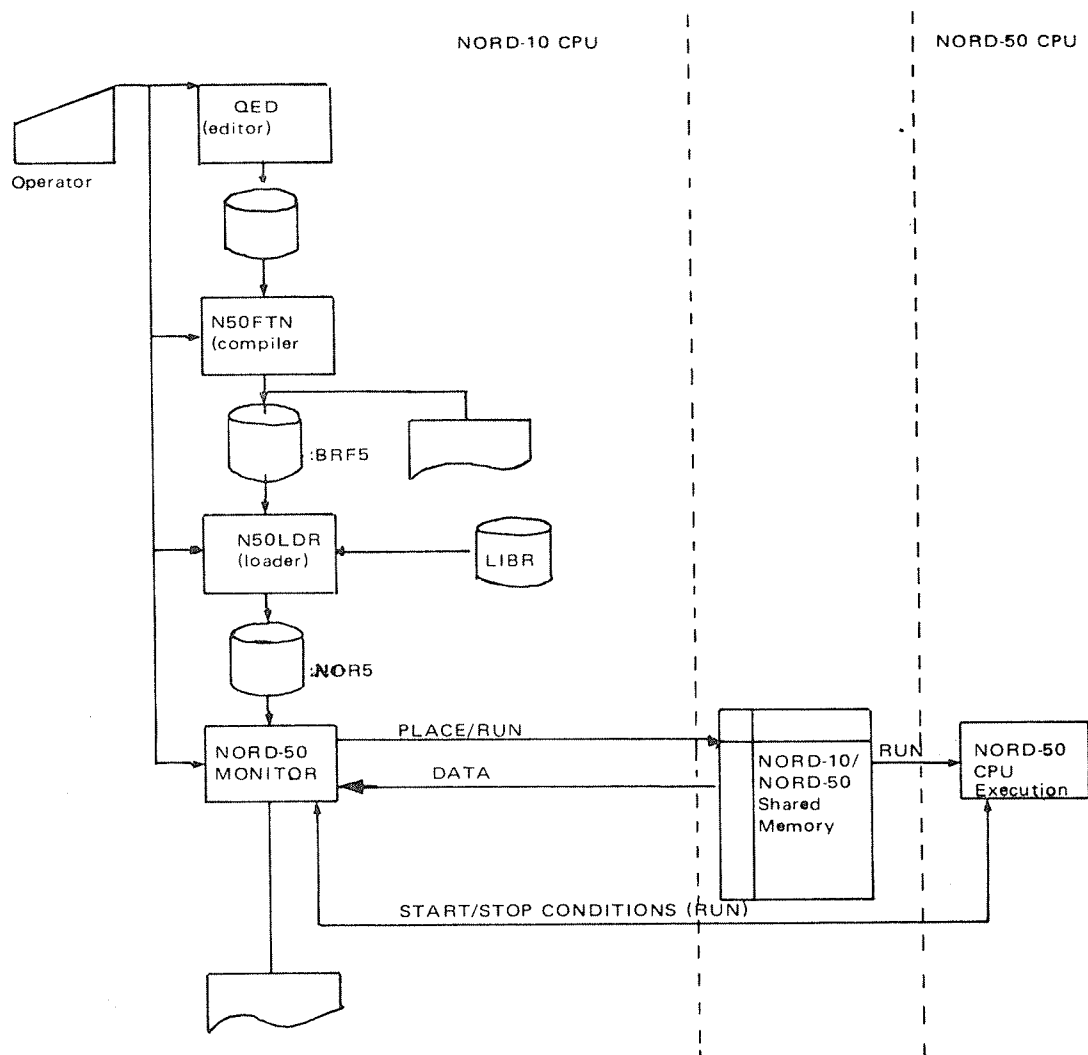 NORD-10 CPU
NORD-50 CPU
QED
(editor)
Operator
N50FTN
(compiler
:BRF5
N50LDR
(loader)
LIBR
:NOR5
NORD-50
MONITOR
PLACE/RUN
DATA
NORD-10/
NORD-50
Shared
Memory
RUN
NORD-50
CPU
Execution
START/STOP CONDITIONS (RUN)